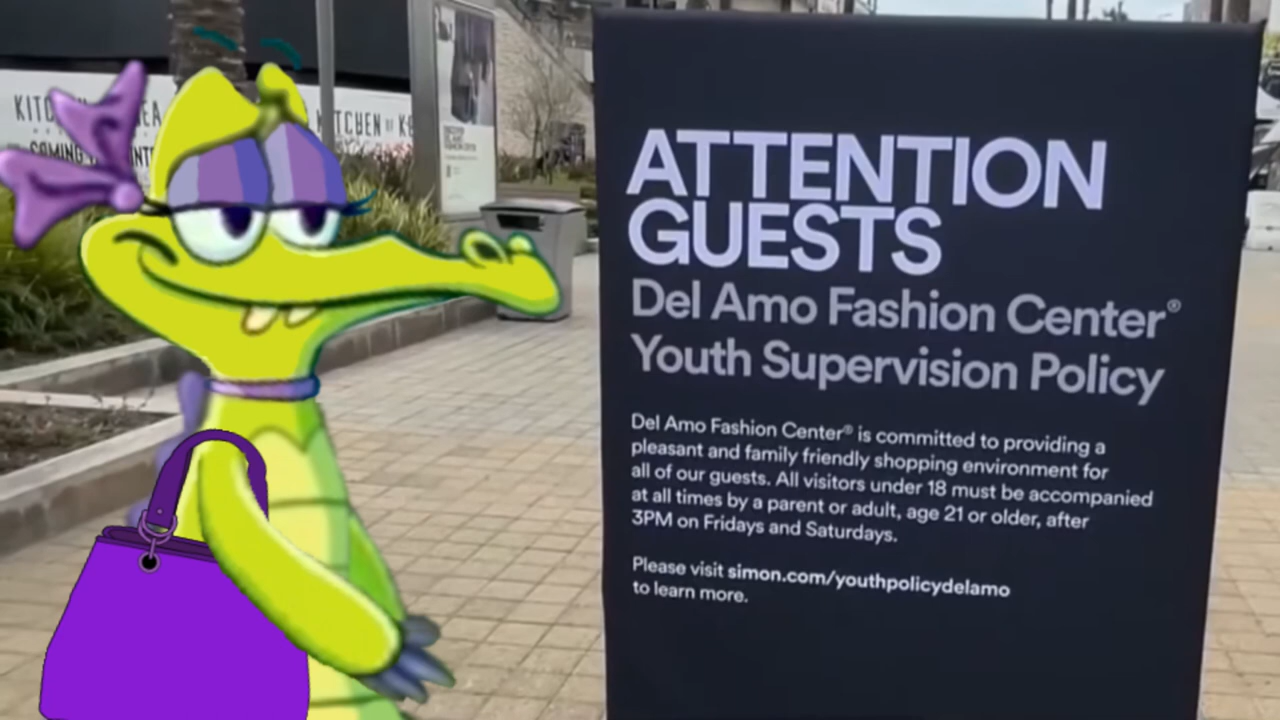 KITCHEN OF KO
COMING
ATTENTION
GUESTS
Del Amo Fashion Center®
Youth Supervision Policy
Del Amo Fashion Center® is committed to providing a
pleasant and family friendly shopping environment for
all of our guests. All visitors under 18 must be accompanied
at all times by a parent or adult, age 21 or older, after
3PM on Fridays and Saturdays.
Please visit simon.com/youthpolicydelamo
to learn more.